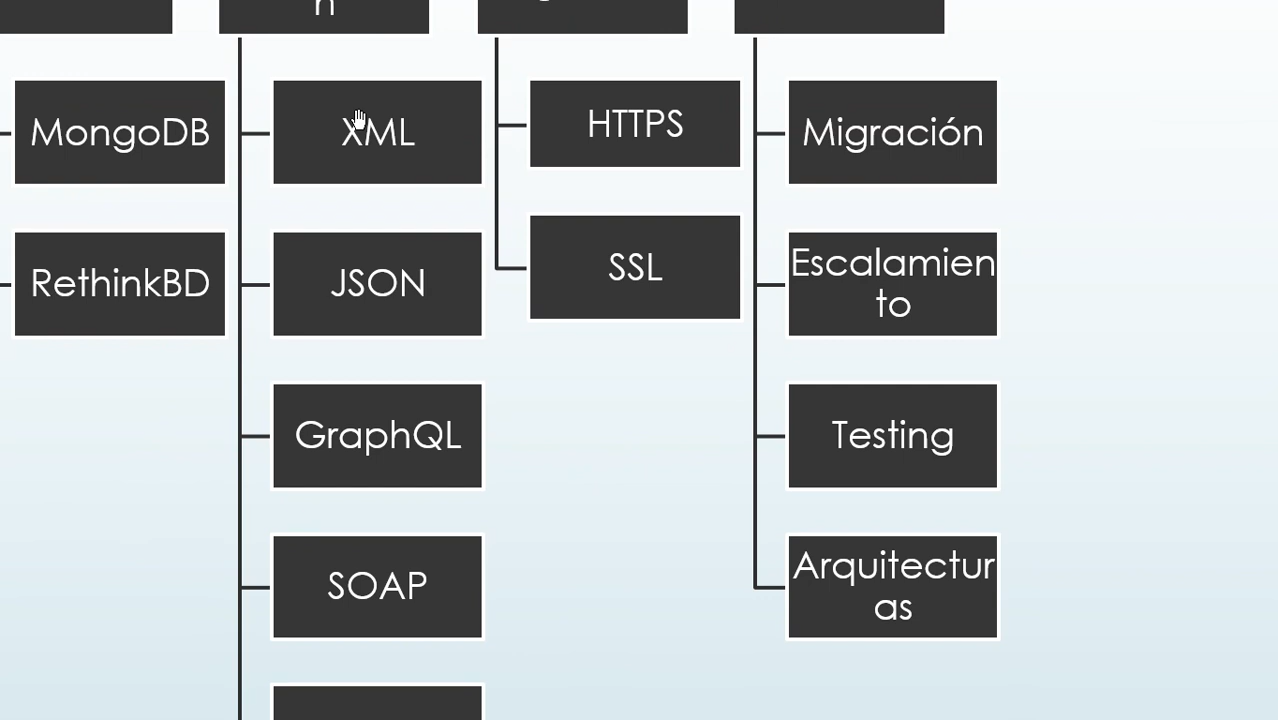 n
MongoDB
RethinkBD
XML
JSON
GraphQL
SOAP
HTTPS
SSL
Migración
Escalamien
to
Testing
Arquitectur
as